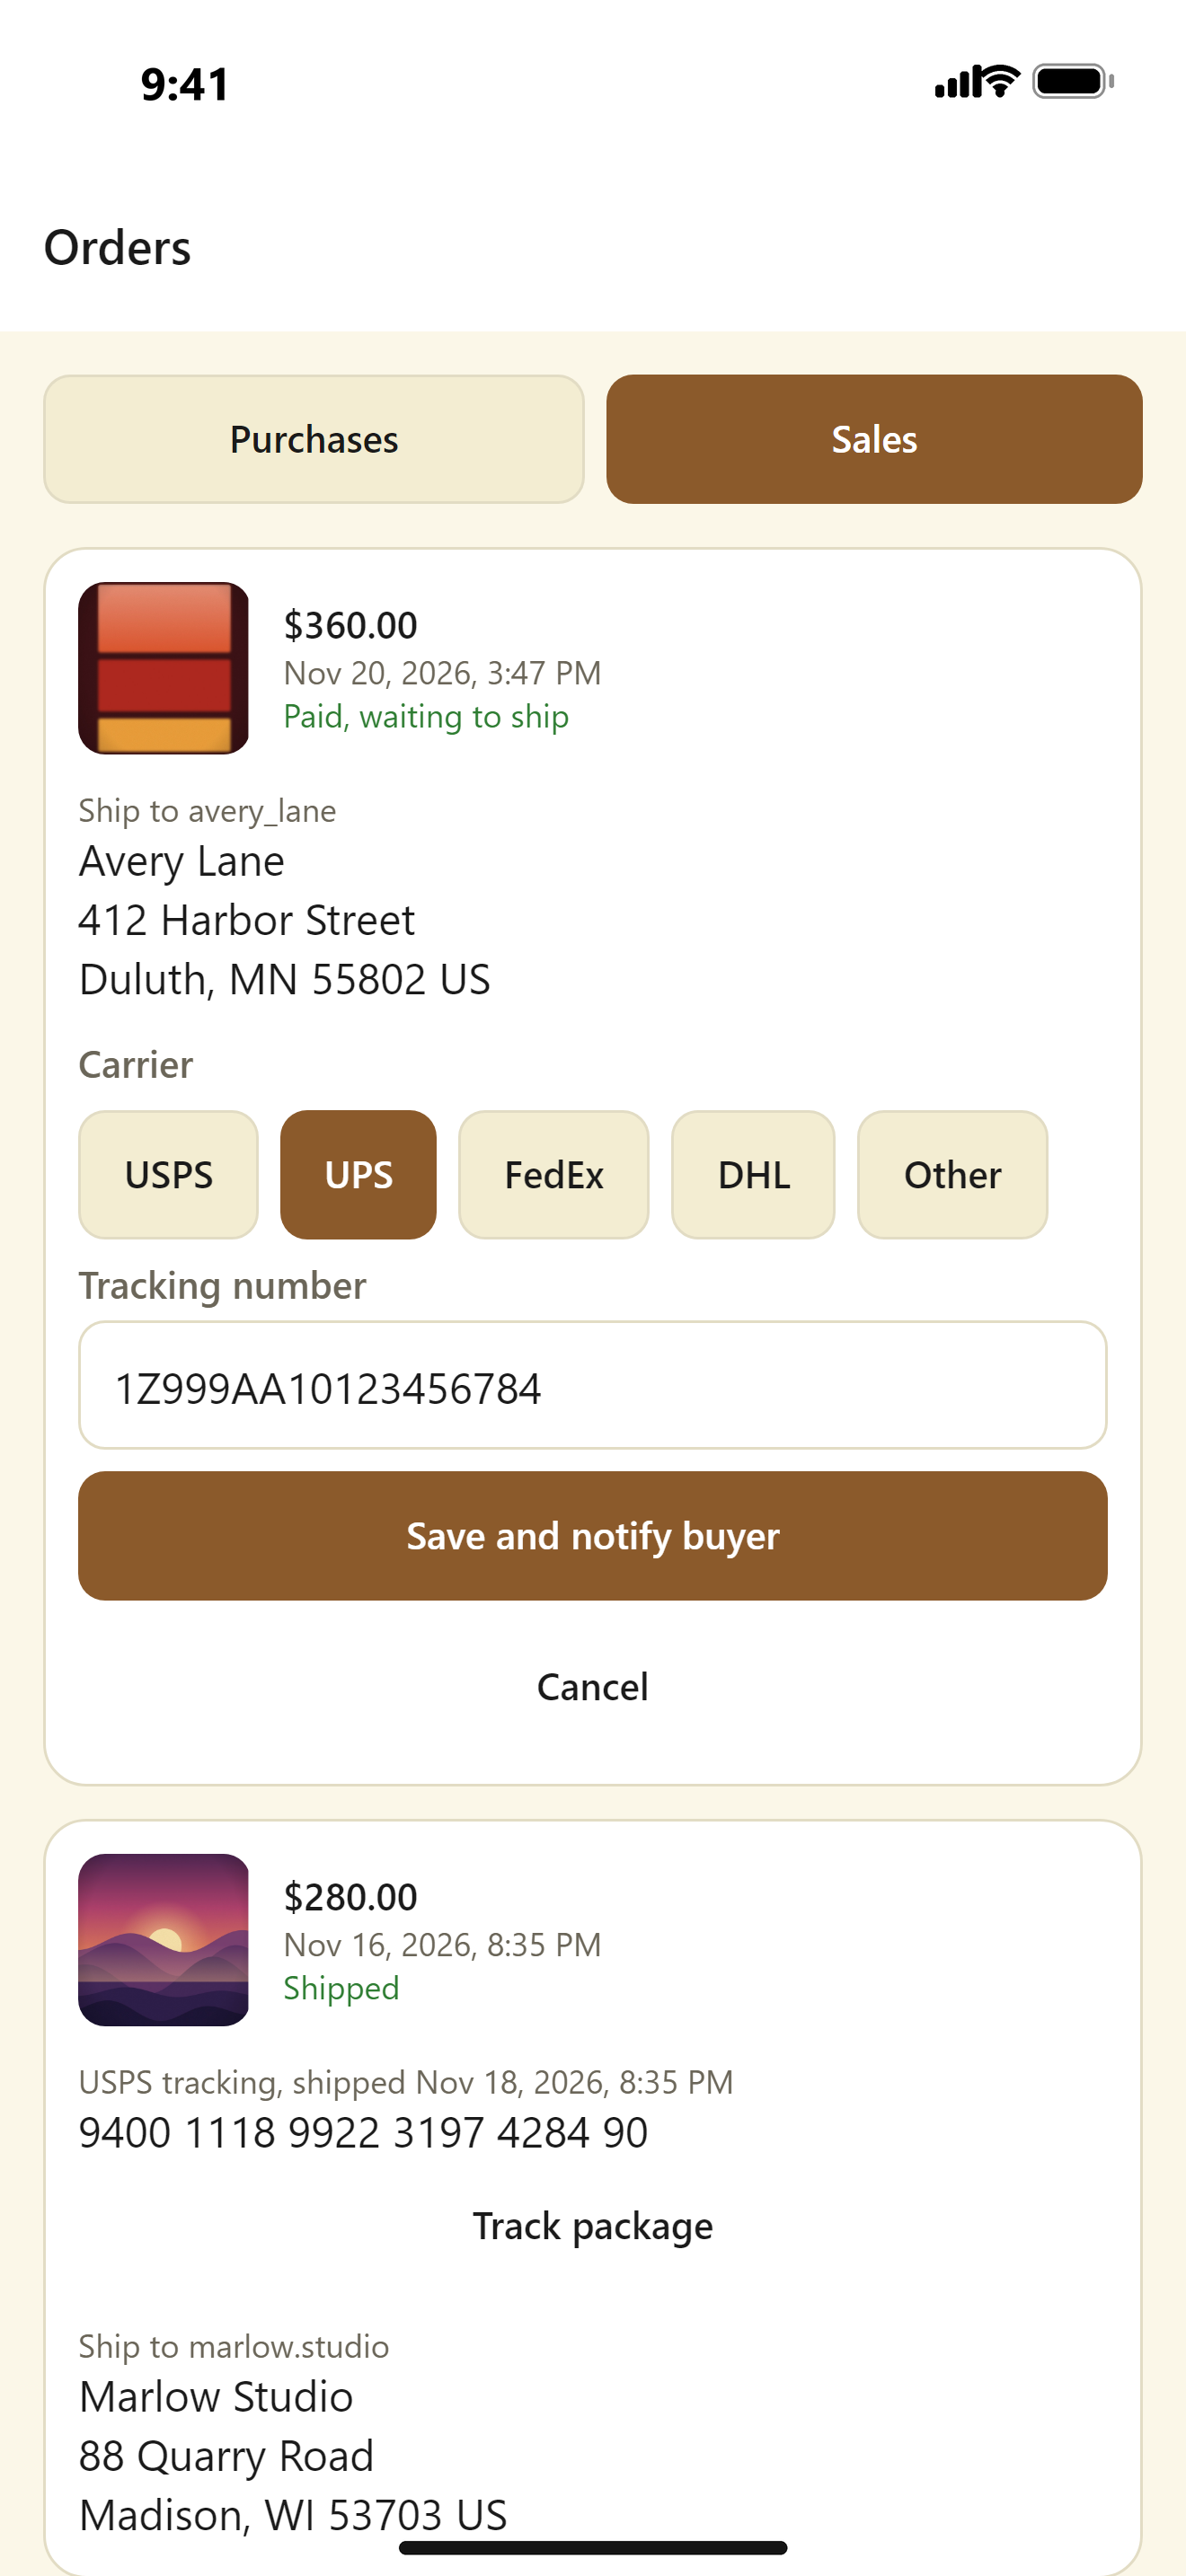 9:41
Orders
Purchases
Sales
$360.00
Nov 20, 2026, 3:47 PM
Paid, waiting to ship
Ship to avery_lane
Avery Lane
412 Harbor Street
Duluth, MN 55802 US
Carrier
USPS
UPS
FedEx
DHL
Other
Tracking number
1Z999AA10123456784
Save and notify buyer
Cancel
$280.00
Nov 16, 2026, 8:35 PM
Shipped
USPS tracking, shipped Nov 18, 2026, 8:35 PM
9400 1118 9922 3197 4284 90
Track package
Ship to marlow.studio
Marlow Studio
88 Quarry Road
Madison, WI 53703 US